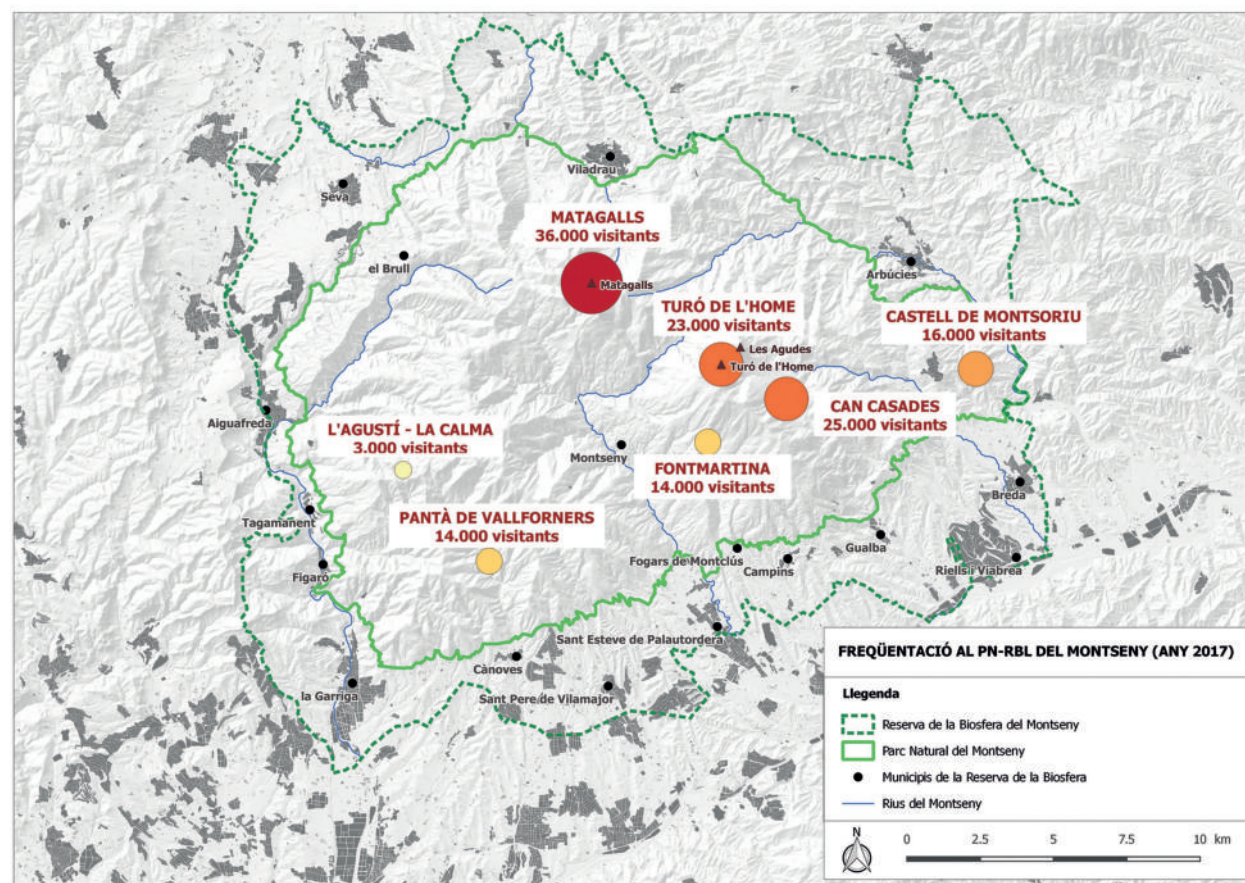 Viladrau
Seva
MATAGALLS
36.000 visitants
el Brull
Matagalls
Arbúcies
TURÓ DE L'HOME
23.000 visitants
CASTELL DE MONTSORIU
16.000 visitants
Les Agudes
Turó de l'Home
Aiguafreda
L'AGUSTÍ - LA CALMA
3.000 visitants
CAN CASADES
25.000 visitants
Montseny
FONTMARTINA
14.000 visitants
Breda
Tagamanent
PANTÀ DE VALLFORNERS
14.000 visitants
Gualba
Fogars de Montclús
Campins
Figaró
Riells i Viabrea
Sant Esteve de Palautordera
Cànoves
la Garriga
Sant Pere de Vilamajor
FREQÜENTACIÓ AL PN-RBL DEL MONTSENY (ANY 2017)
Llegenda
Reserva de la Biosfera del Montseny
Parc Natural del Montseny
Municipis de la Reserva de la Biosfera
Rius del Montseny
N
0 2.5 5 7.5 10 km